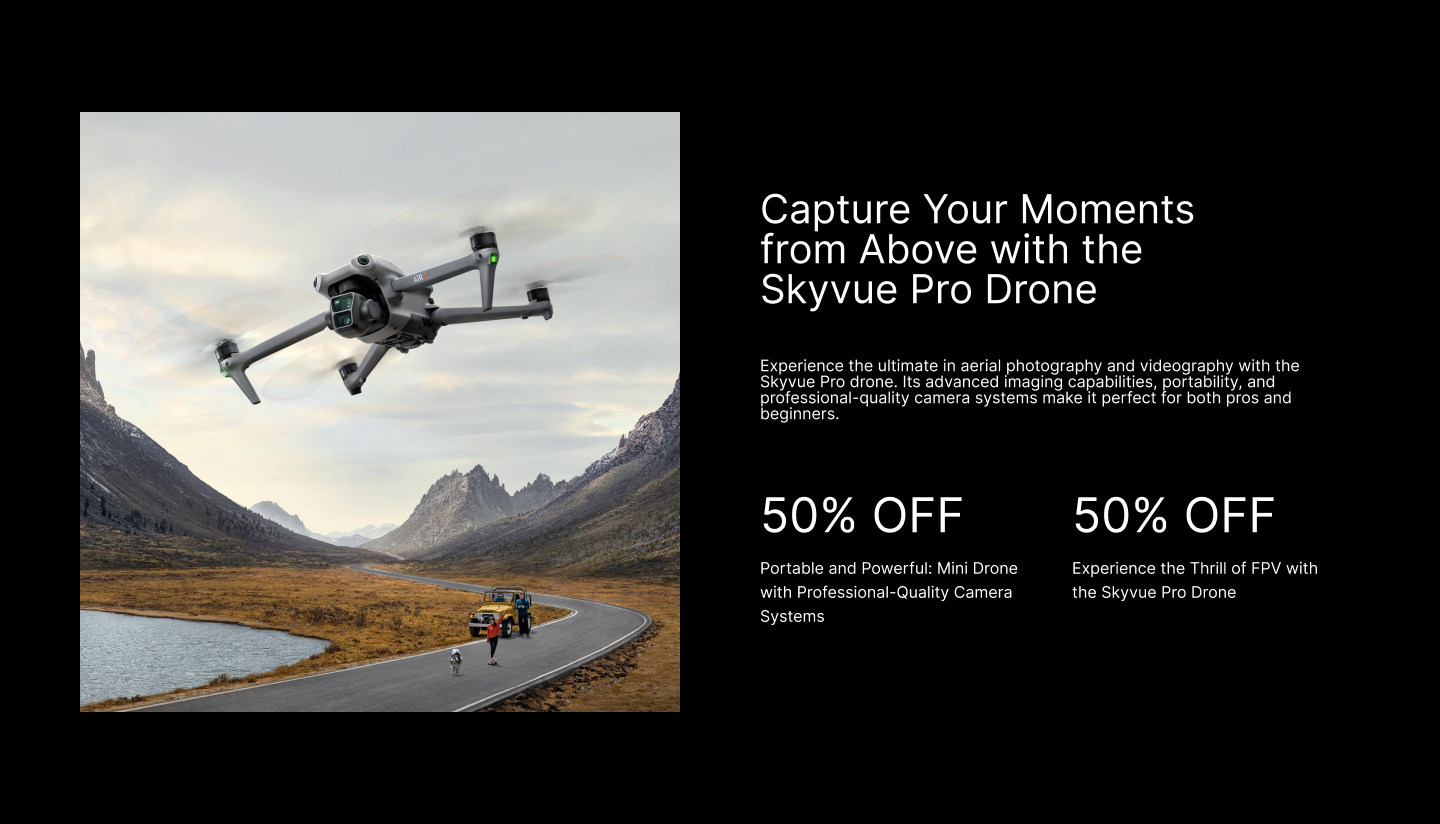 AIR
Capture Your Moments
from Above with the
Skyvue Pro Drone
Experience the ultimate in aerial photography and videography with the
Skyvue Pro drone. Its advanced imaging capabilities, portability, and
professional-quality camera systems make it perfect for both pros and
beginners.
50% OFF
Portable and Powerful: Mini Drone
with Professional-Quality Camera
Systems
50% OFF
Experience the Thrill of FPV with
the Skyvue Pro Drone